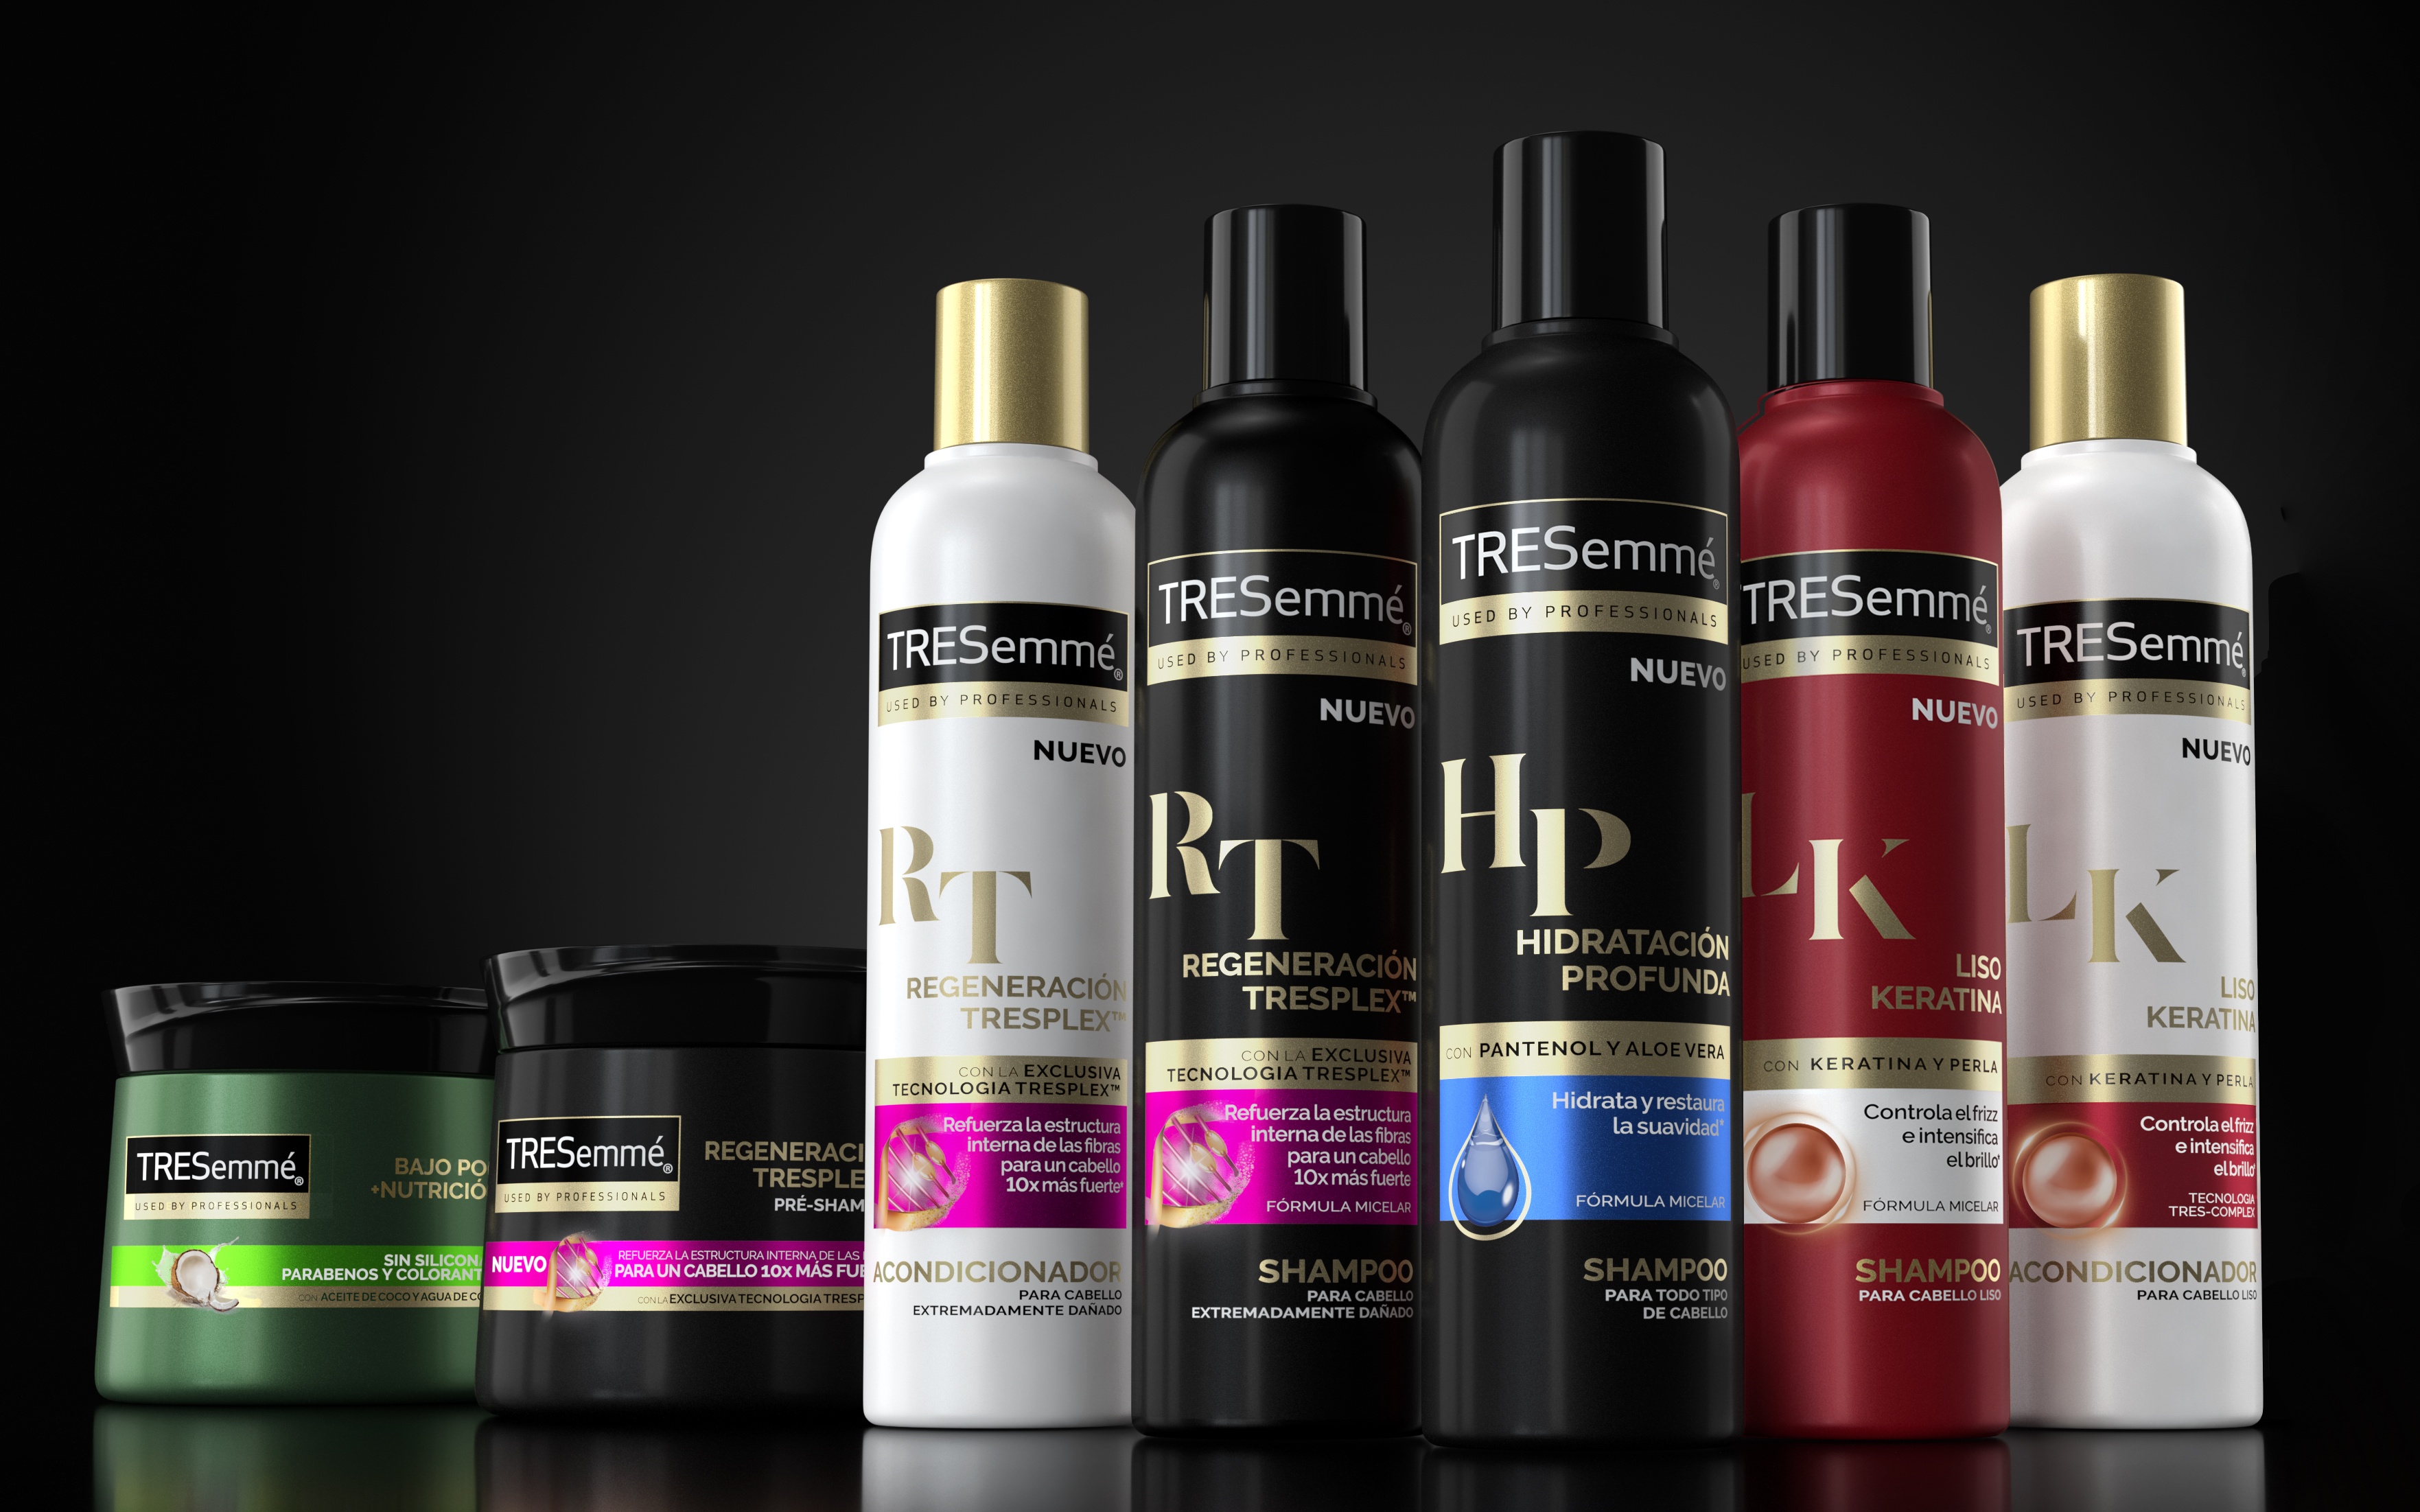 TRESemmé®
USED BY PROFESSIONALS
+NUTRICIÓ
SIN SILICON
PARABENOS Y COLORANT
CON ACEITE DE COCO Y AGUA DE CO
TRESemmé®
USED BY PROFESSIONALS
REGENERACI
TRESPLE
PRÉ-SHAM
NUEVO
REFUERZA LA ESTRUCTURA INTERNA DE LAS
PARA UN CABELLO 10x MÁS FUE
CON LA EXCLUSIVA TECNOLOGIA TRESP
TRESemmé®
USED BY PROFESSIONALS
NUEVO
RT
REGENERACIÓN
TRESPLEX™
CON LA EXCLUSIVA
TECNOLOGIA TRESPLEX™
Refuerza la estructura
interna de las fibras
para un cabello
10x más fuerte*
ACONDICIONADOR
PARA CABELLO
EXTREMADAMENTE DAÑADO
TRESemmé®
USED BY PROFESSIONALS
NUEVO
RT
REGENERACIÓN
TRESPLEX™
CON LA EXCLUSIVA
TECNOLOGIA TRESPLEX™
Refuerza la estructura
interna de las fibras
para un cabello
10x más fuerte
FÓRMULA MICELAR
SHAMPOO
PARA CABELLO
EXTREMADAMENTE DAÑADO
TRESemmé®
USED BY PROFESSIONALS
NUEVO
HP
HIDRATACIÓN
PROFUNDA
CON PANTENOL Y ALOE VERA
Hidrata y restaura
la suavidad*
FÓRMULA MICELAR
SHAMPOO
PARA TODO TIPO
DE CABELLO
TRESemmé®
USED BY PROFESSIONALS
NUEVO
LK
LISO
KERATINA
CON KERATINA Y PERLA
Controla el frizz
e intensifica
el brillo*
FÓRMULA MICELAR
SHAMPOO
PARA CABELLO LISO
TRESemmé®
USED BY PROFESSIONALS
NUEVO
LK
LISO
KERATINA
CON KERATINA Y PERLA
Controla el frizz
e intensifica
el brillo*
TECNOLOGIA
TRES-COMPLEX
ACONDICIONADOR
PARA CABELLO LISO